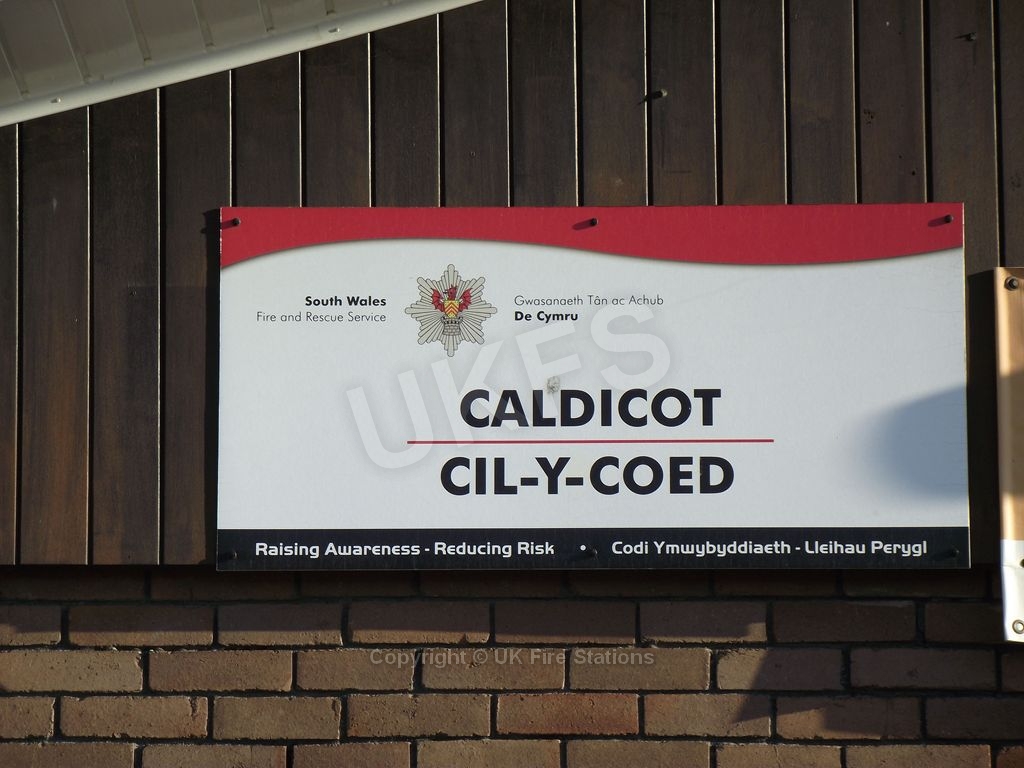 South Wales
Fire and Rescue Service
Gwasanaeth Tân ac Achub
De Cymru
UKFS
CALDICOT
CIL-Y-COED
Raising Awareness - Reducing Risk • Codi Ymwybyddiaeth - Lleihau Perygl
Copyright © UK Fire Stations